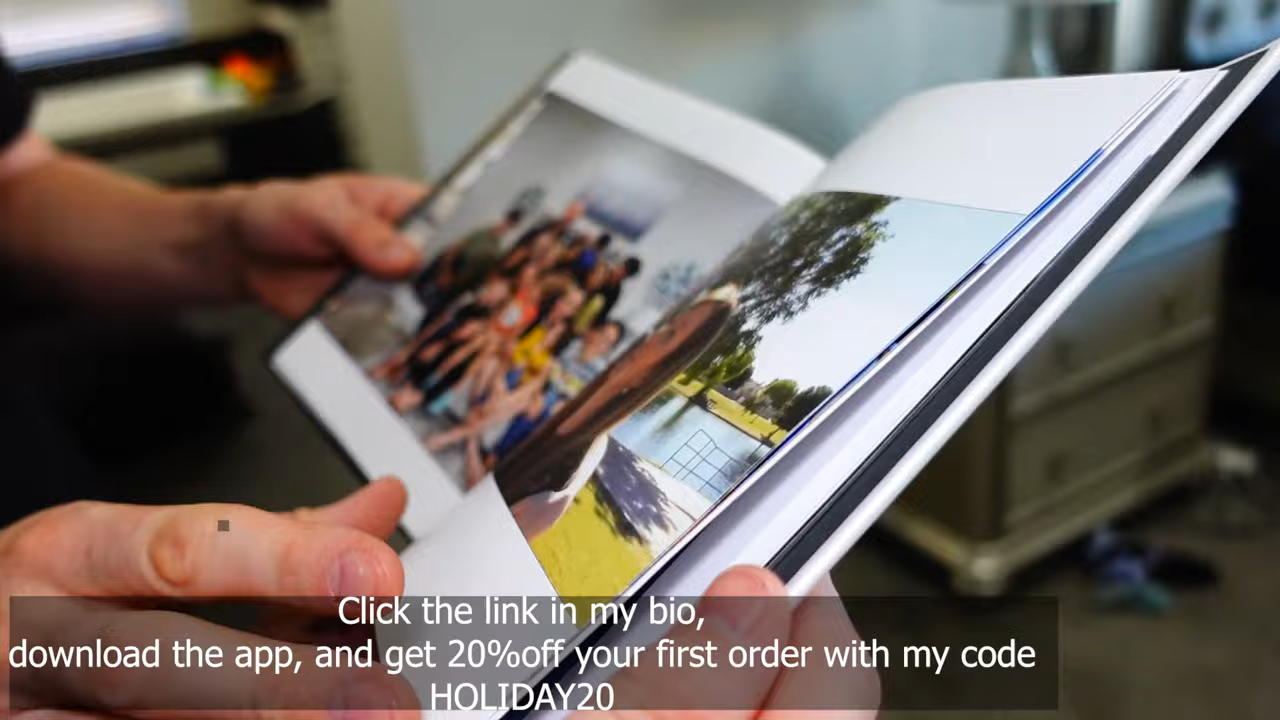 Click the link in my bio,
download the app, and get 20%off your first order with my code
HOLIDAY20